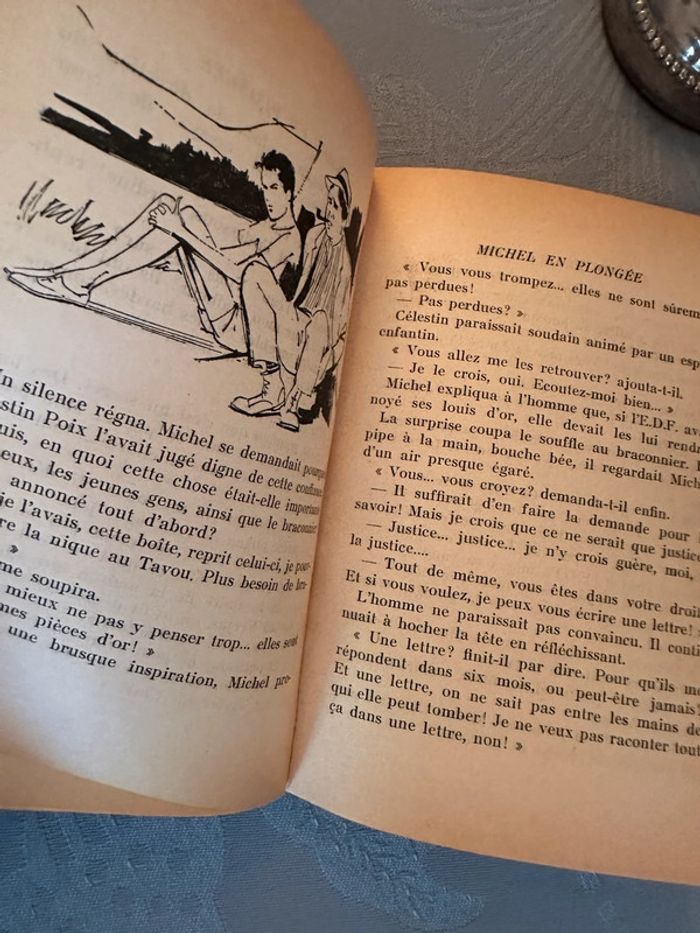 n silence régna. Michel se demandait pourquoi
stin Poix l'avait jugé digne de cette confiance.
uis, en quoi cette chose était-elle importante
eux, les jeunes gens, ainsi que le braconnier
annoncé tout d'abord?
je l'avais, cette boîte, reprit celui-ci, je pour-
re la nique au Tavou. Plus besoin de bra-
»
me soupira.
mieux ne pas y penser trop... elles sont
mes pièces d'or! »
une brusque inspiration, Michel pro-
MICHEL EN PLONGÉE
« Vous vous trompez... elles ne sont sûrem
pas perdues!
— Pas perdues? »
Célestin paraissait soudain animé par un esp
enfantin.
« Vous allez me les retrouver? ajouta-t-il.
— Je le crois, oui. Ecoutez-moi bien... »
Michel expliqua à l'homme que, si l'E.D.F. av
noyé ses louis d'or, elle devait les lui rendr
La surprise coupa le souffle au braconnier.
pipe à la main, bouche bée, il regardait Mich
d'un air presque égaré.
« Vous... vous croyez? demanda-t-il enfin.
— Il suffirait d'en faire la demande pour l
savoir! Mais je crois que ce ne serait que justice
— Justice... justice... je n'y crois guère, moi,
la justice....
— Tout de même, vous êtes dans votre droit
Et si vous voulez, je peux vous écrire une lettre!
L'homme ne paraissait pas convaincu. Il conti
nuait à hocher la tête en réfléchissant.
« Une lettre? finit-il par dire. Pour qu'ils m
répondent dans six mois, ou peut-être jamais?
Et une lettre, on ne sait pas entre les mains de
qui elle peut tomber! Je ne veux pas raconter tout
ça dans une lettre, non! »